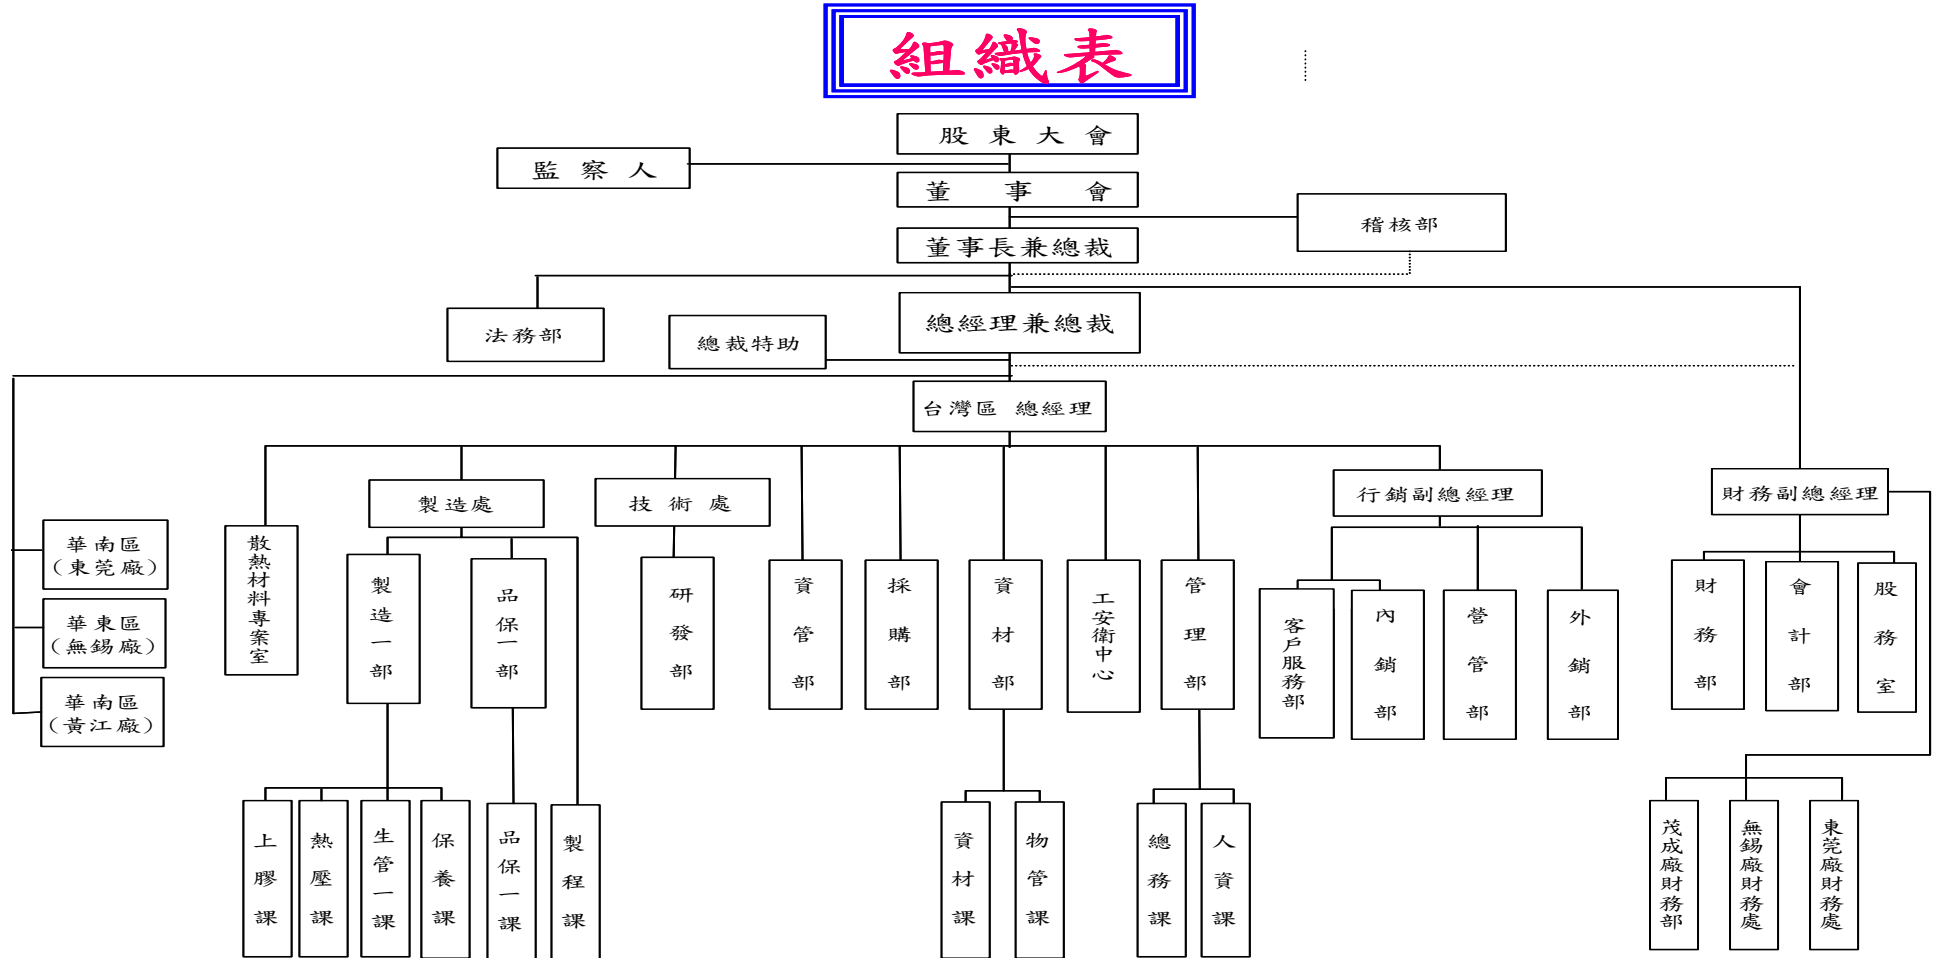 組織表
股東大會
監察人
董事會
稽核部
董事長兼總裁
總經理兼總裁
法務部
總裁特助
台灣區 總經理
製造處
技術處
行銷副總經理
財務副總經理
華南區
(東莞廠)
華東區
(無錫廠)
華南區
(黃江廠)
散熱材料專案室
製造一部
品保一部
研發部
資管部
採購部
資材部
工安衛中心
管理部
客戶服務部
內銷部
營管部
外銷部
財務部
會計部
股務室
上膠課
熱壓課
生管一課
保養課
品保一課
製程課
資材課
物管課
總務課
人資課
茂成廠財務部
無錫廠財務處
東莞廠財務處